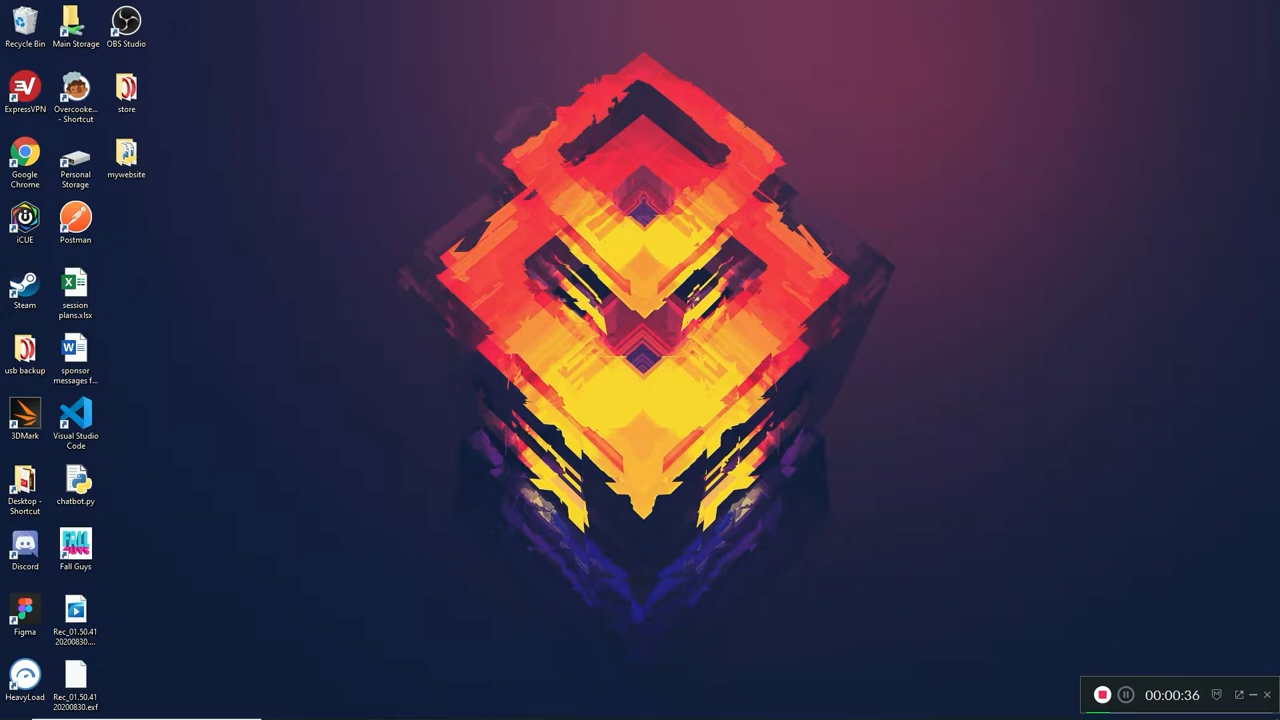 Recycle Bin
Main Storage
OBS Studio
ExpressVPN
Overcooke...
- Shortcut
store
Google
Chrome
Personal
Storage
mywebsite
iCUE
Postman
Steam
session
plans.xlsx
usb backup
sponsor
messages f...
3DMark
Visual Studio
Code
Desktop -
Shortcut
chatbot.py
Discord
Fall Guys
Figma
Rec_01.50.41
20200830....
HeavyLoad
Rec_01.50.41
20200830.exf
00:00:36